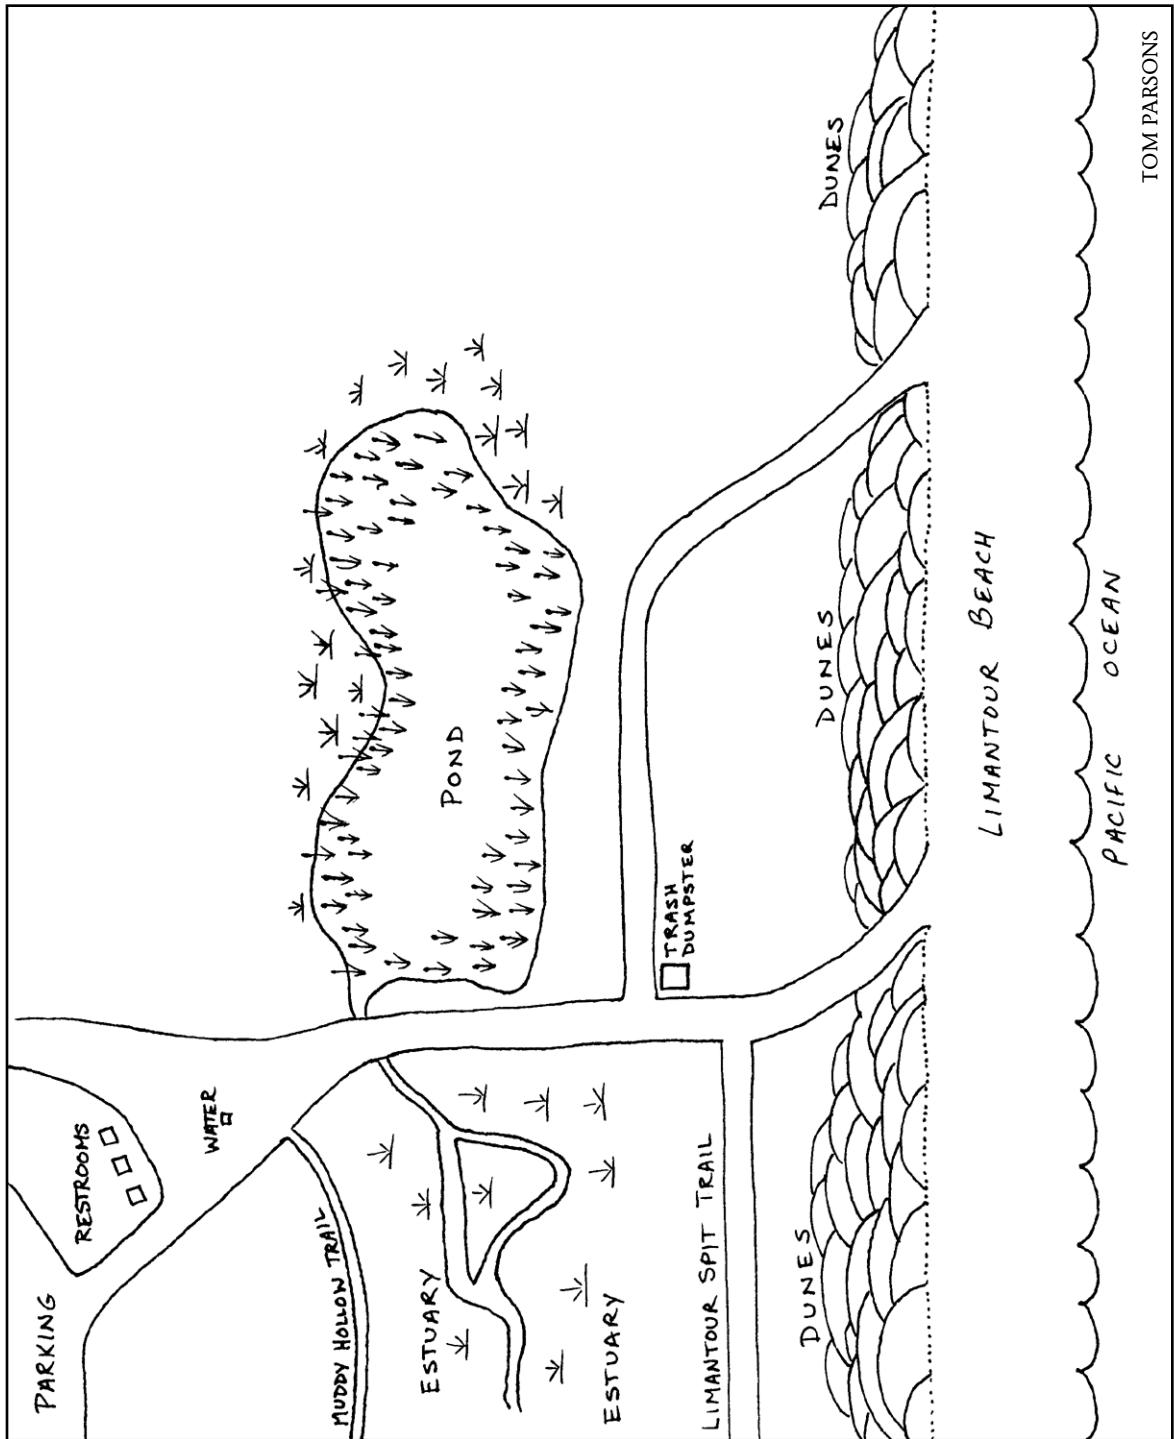 PARKING
RESTROOMS
WATER
MUDDY HOLLOW TRAIL
ESTUARY
ESTUARY
LIMANTOUR SPIT TRAIL
DUNES
POND
TRASH
DUMPSTER
DUNES
DUNES
LIMANTOUR BEACH
PACIFIC OCEAN
TOM PARSONS